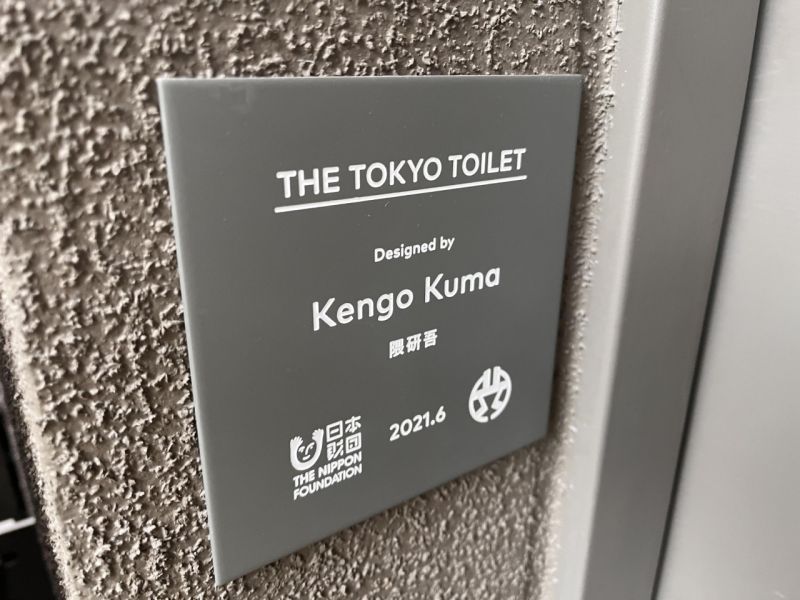 THE TOKYO TOILET
Designed by
Kengo Kuma
隈研吾
日本
財団
THE NIPPON
FOUNDATION
2021.6